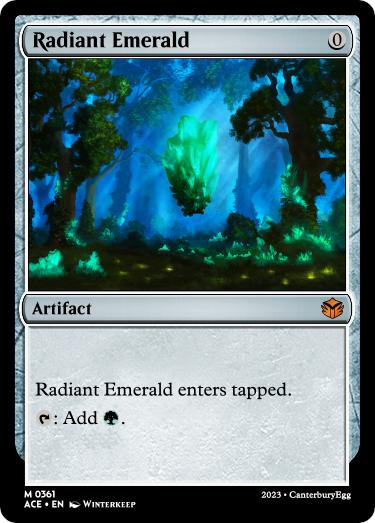 Radiant Emerald 0
Artifact
Radiant Emerald enters tapped.
: Add .
M 0361
ACE • EN Winterkeep
2023 • CanterburyEgg